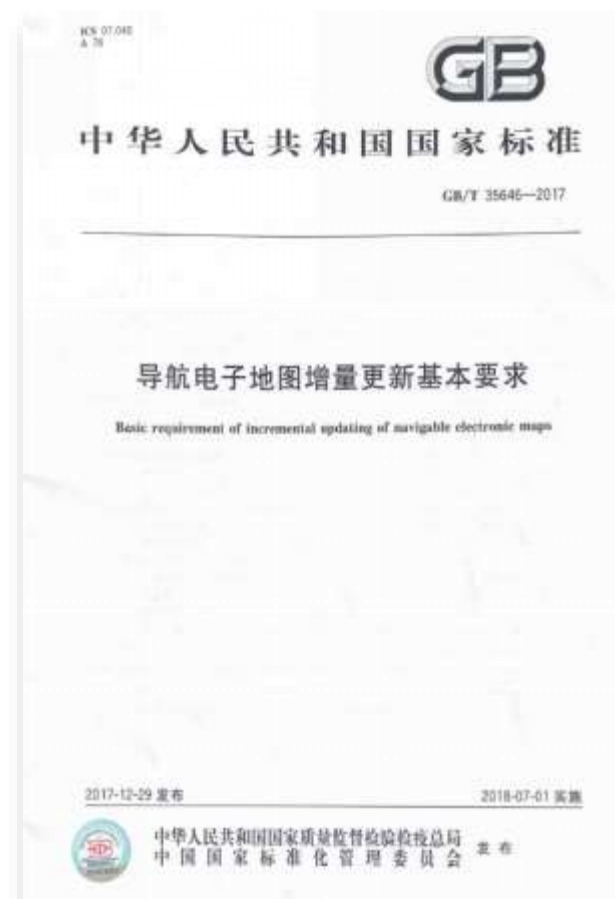 ICS 07.040
A 76
GB
中华人民共和国国家标准
GB/T 35646—2017
导航电子地图增量更新基本要求
Basic requirement of incremental updating of navigable electronic maps
2017-12-29 发布
2018-07-01 实施
中华人民共和国国家质量监督检验检疫总局
中国国家标准化管理委员会
发布